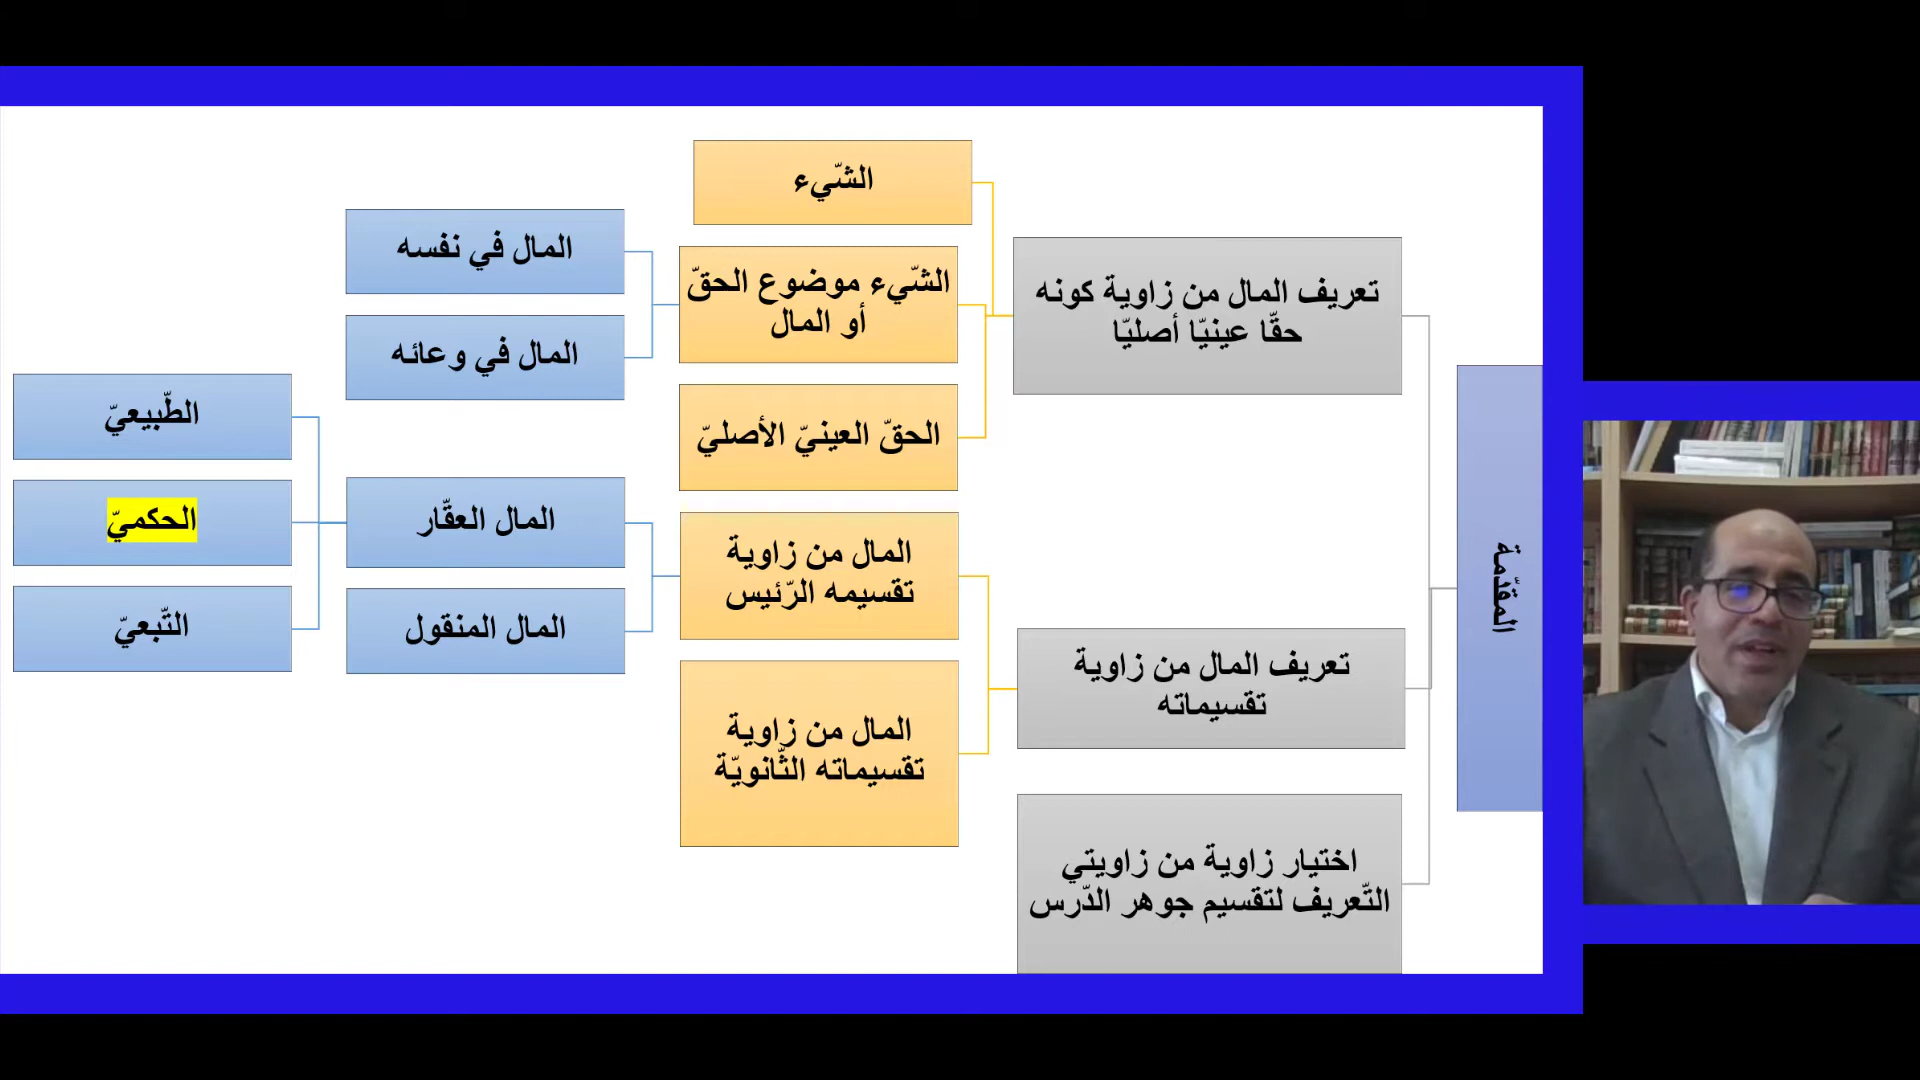 المقدّمة
تعريف المال من زاوية كونه
حقّا عينيّا أصليّا
الشّيء
الشّيء موضوع الحقّ
أو المال
المال في نفسه
المال في وعائه
الحقّ العينيّ الأصليّ
تعريف المال من زاوية
تقسيماته
المال من زاوية
تقسيمه الرّئيس
المال العقّار
الطّبيعيّ
الحكميّ
التّبعيّ
المال المنقول
المال من زاوية
تقسيماته الثّانويّة
اختيار زاوية من زاويتي
التّعريف لتقسيم جوهر الدّرس